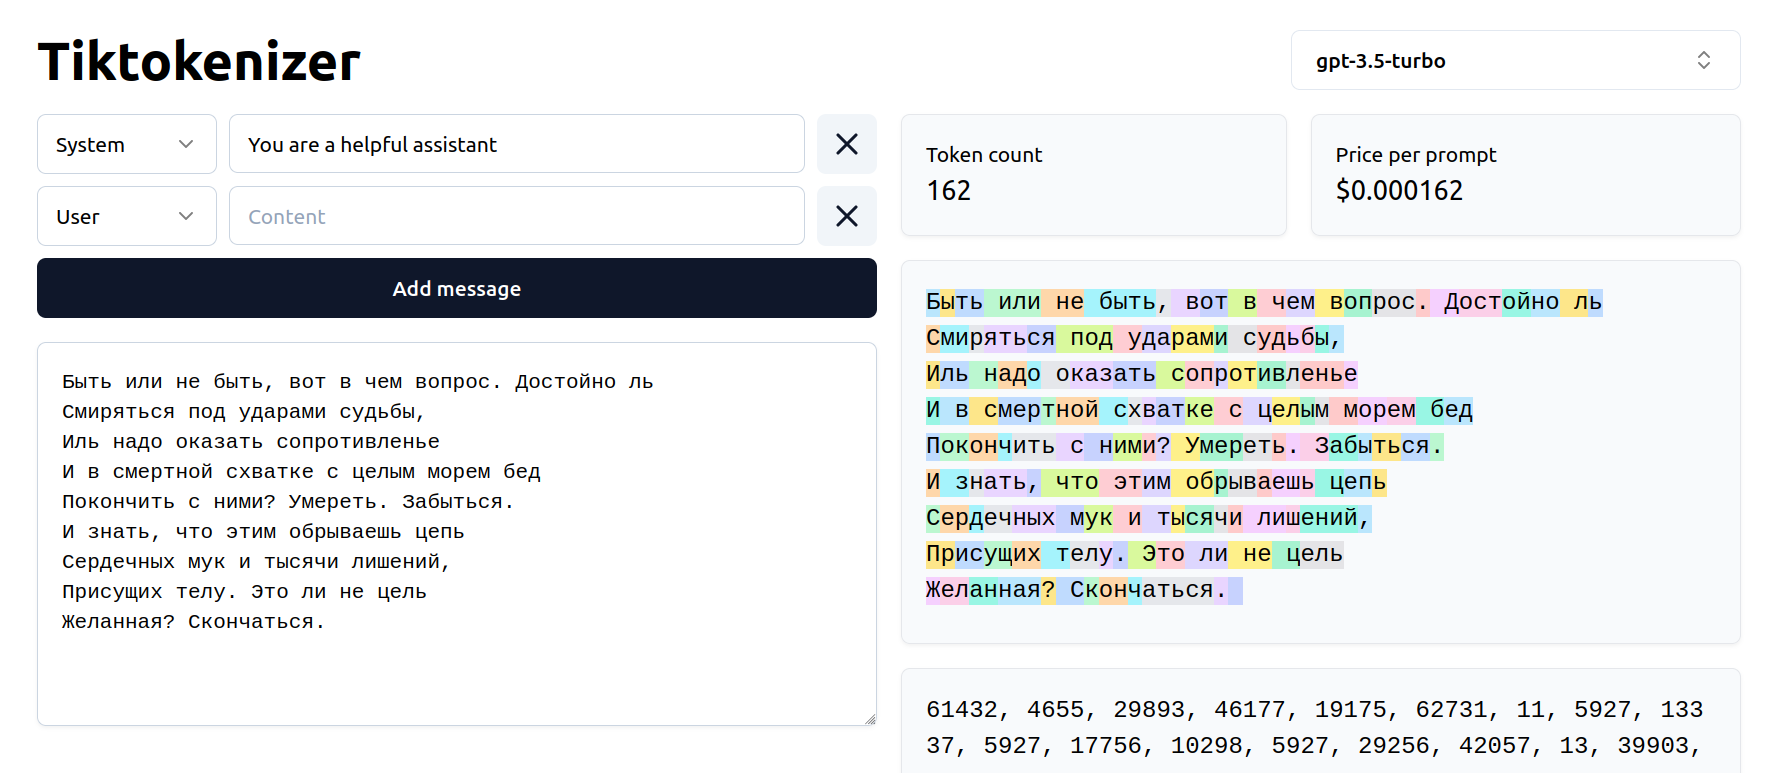 Tiktokenizer
gpt-3.5-turbo
System
You are a helpful assistant
User
Content
Add message
Быть или не быть, вот в чем вопрос. Достойно ль
Смиряться под ударами судьбы,
Иль надо оказать сопротивленье
И в смертной схватке с целым морем бед
Покончить с ними? Умереть. Забыться.
И знать, что этим обрываешь цепь
Сердечных мук и тысячи лишений,
Присущих телу. Это ли не цель
Желанная? Скончаться.
Token count
162
Price per prompt
$0.000162
Быть или не быть, вот в чем вопрос. Достойно ль
Смиряться под ударами судьбы,
Иль надо оказать сопротивленье
И в смертной схватке с целым морем бед
Покончить с ними? Умереть. Забыться.
И знать, что этим обрываешь цепь
Сердечных мук и тысячи лишений,
Присущих телу. Это ли не цель
Желанная? Скончаться.
61432, 4655, 29893, 46177, 19175, 62731, 11, 5927, 133
37, 5927, 17756, 10298, 5927, 29256, 42057, 13, 39903,